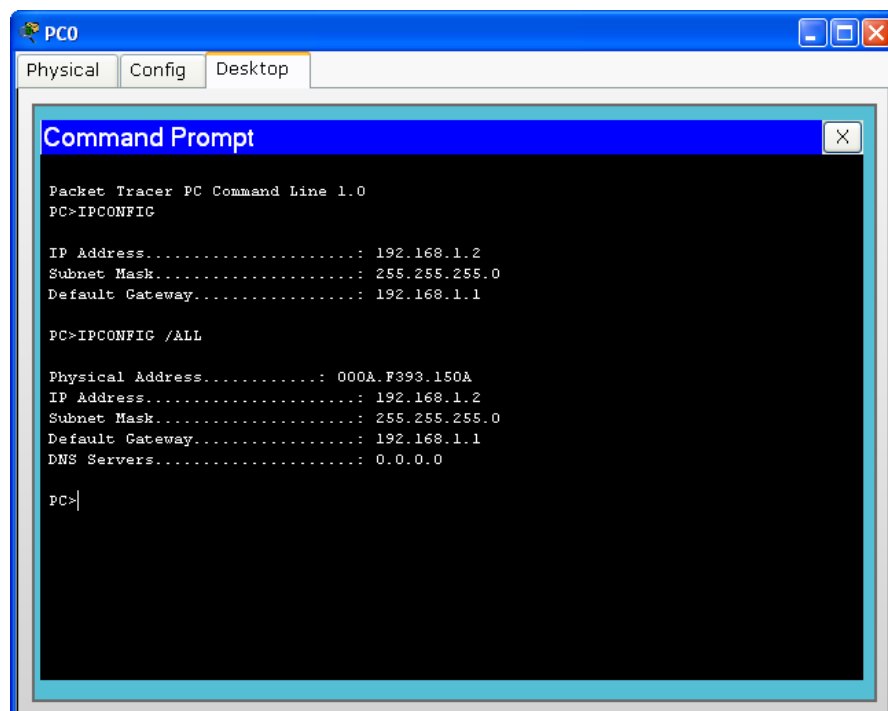 PC0
Physical Config Desktop
Command Prompt
X
Packet Tracer PC Command Line 1.0
PC>IPCONFIG
IP Address......................: 192.168.1.2
Subnet Mask.....................: 255.255.255.0
Default Gateway.................: 192.168.1.1
PC>IPCONFIG /ALL
Physical Address............: 000A.F393.150A
IP Address......................: 192.168.1.2
Subnet Mask.....................: 255.255.255.0
Default Gateway.................: 192.168.1.1
DNS Servers.....................: 0.0.0.0
PC>